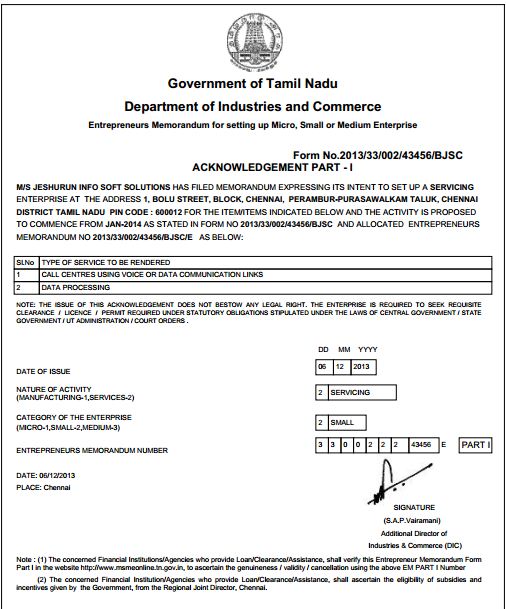 Government of Tamil Nadu
Department of Industries and Commerce
Entrepreneurs Memorandum for setting up Micro, Small or Medium Enterprise
Form No.2013/33/002/43456/BJSC
ACKNOWLEDGEMENT PART - I
M/S JESHURUN INFO SOFT SOLUTIONS HAS FILED MEMORANDUM EXPRESSING ITS INTENT TO SET UP A SERVICING
ENTERPRISE AT THE ADDRESS 1, BOLU STREET, BLOCK, CHENNAI, PERAMBUR-PURASAWALKAM TALUK, CHENNAI
DISTRICT TAMIL NADU PIN CODE : 600012 FOR THE ITEM/ITEMS INDICATED BELOW AND THE ACTIVITY IS PROPOSED
TO COMMENCE FROM JAN-2014 AS STATED IN FORM NO 2013/33/002/43456/BJSC AND ALLOCATED ENTREPRENEURS
MEMORANDUM NO 2013/33/002/43456/BJSC/E AS BELOW:
Sl.No TYPE OF SERVICE TO BE RENDERED
1 CALL CENTRES USING VOICE OR DATA COMMUNICATION LINKS
2 DATA PROCESSING
NOTE: THE ISSUE OF THIS ACKNOWLEDGEMENT DOES NOT BESTOW ANY LEGAL RIGHT. THE ENTERPRISE IS REQUIRED TO SEEK REQUISITE
CLEARANCE / LICENCE / PERMIT REQUIRED UNDER STATUTORY OBLIGATIONS STIPULATED UNDER THE LAWS OF CENTRAL GOVERNMENT / STATE
GOVERNMENT / UT ADMINISTRATION / COURT ORDERS .
DD MM YYYY
DATE OF ISSUE 06 12 2013
NATURE OF ACTIVITY
(MANUFACTURING-1,SERVICES-2) 2 SERVICING
CATEGORY OF THE ENTERPRISE
(MICRO-1,SMALL-2,MEDIUM-3) 2 SMALL
ENTREPRENEURS MEMORANDUM NUMBER 3 3 0 0 2 2 2 43456 E PART I
DATE: 06/12/2013
PLACE: Chennai
SIGNATURE
(S.A.P.Vairamani)
Additional Director of
Industries & Commerce (DIC)
Note : (1) The concerned Financial Institutions/Agencies who provide Loan/Clearance/Assistance, shall verify this Entrepreneur Memorandum Form
Part I in the website http://www.msmeonline.tn.gov.in, to ascertain the genuineness / validity / cancellation using the above EM PART I Number
(2) The concerned Financial Institutions/Agencies who provide Loan/Clearance/Assistance, shall ascertain the eligibility of subsidies and
incentives given by the Government, from the Regional Joint Director, Chennai.